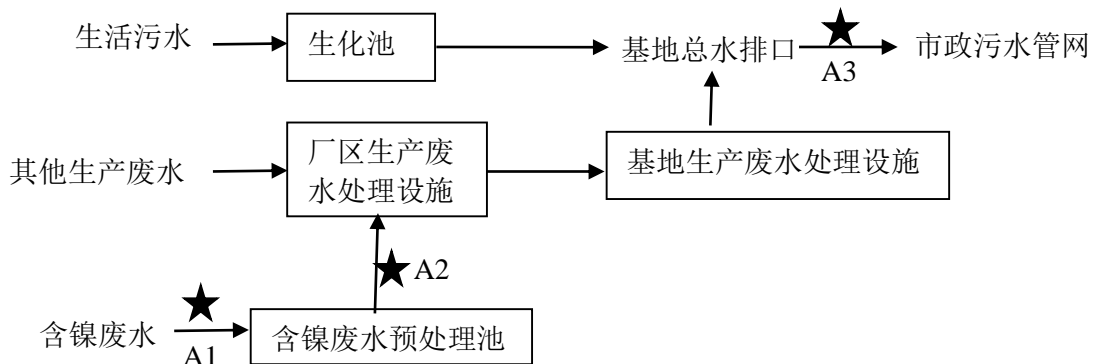 生活污水
生化池
基地总水排口
A3
市政污水管网
其他生产废水
厂区生产废
水处理设施
基地生产废水处理设施
A2
含镍废水
A1
含镍废水预处理池